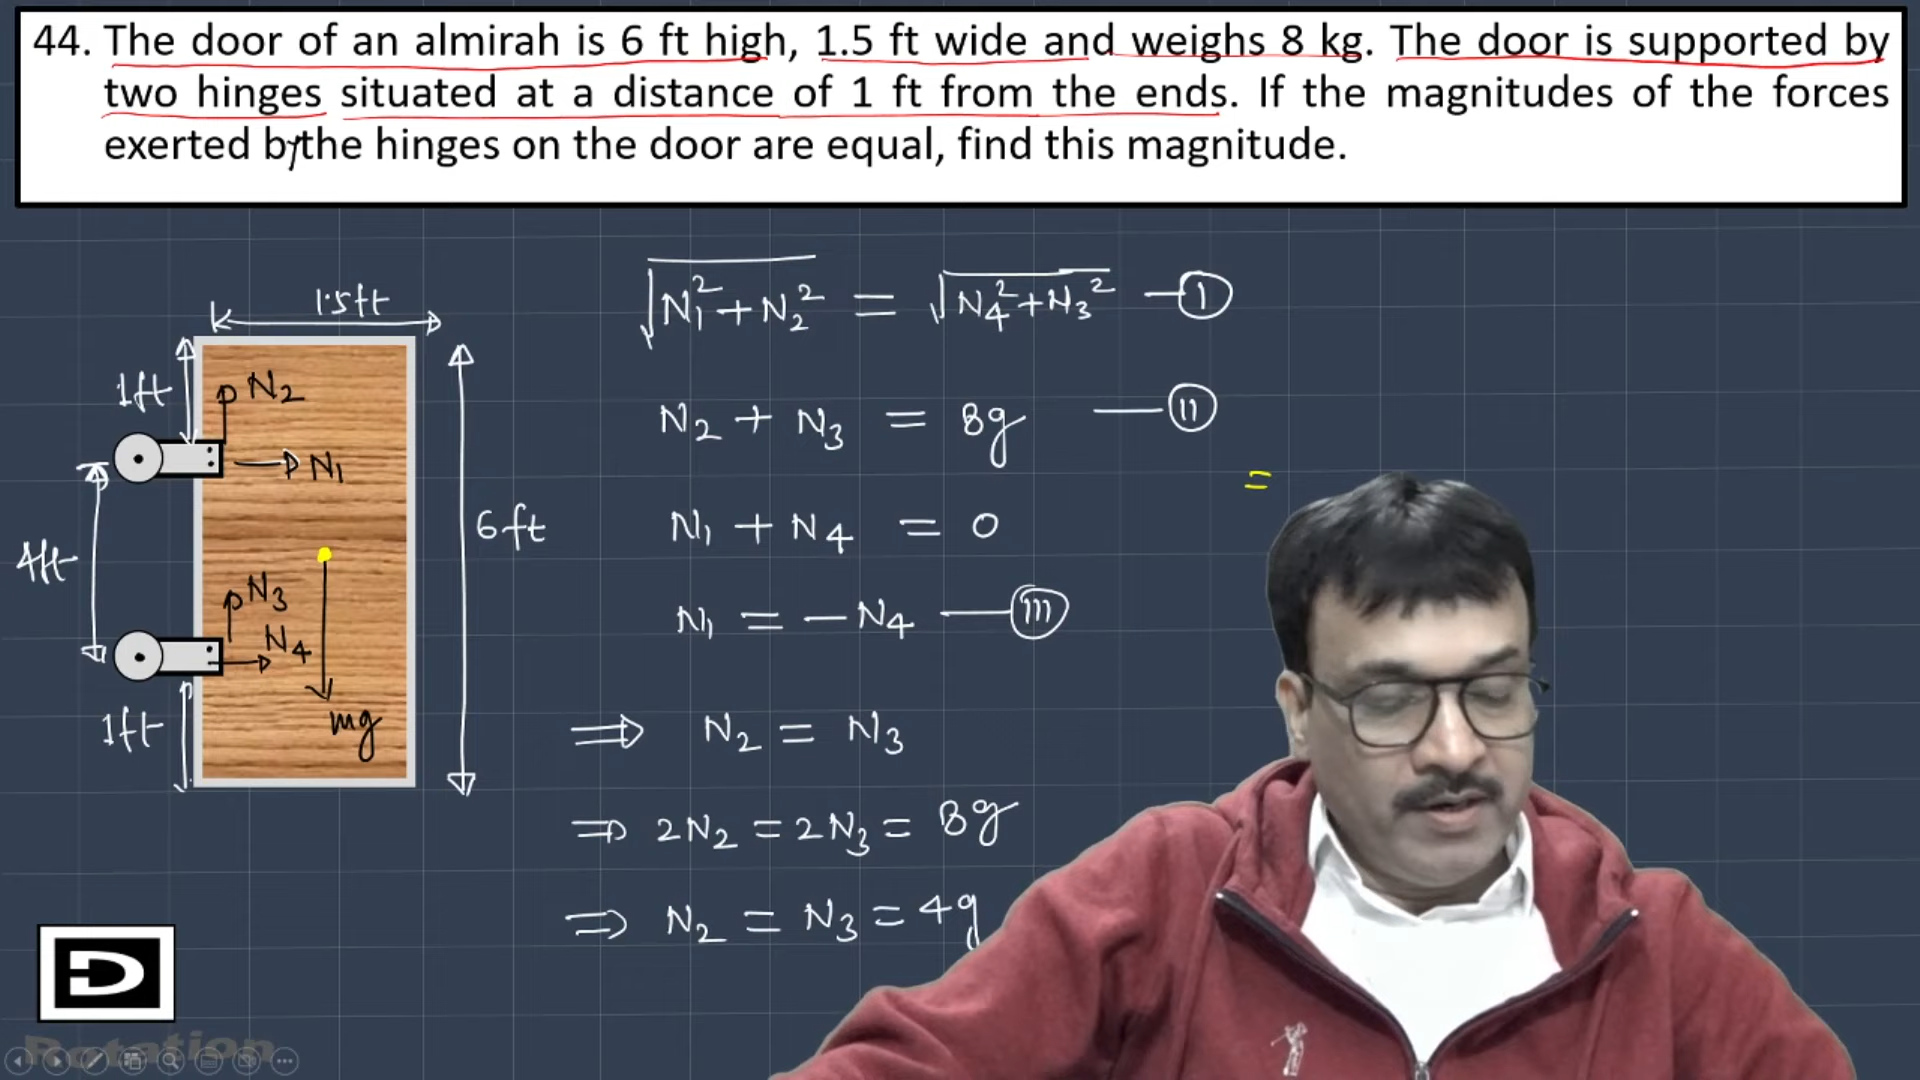 44. The door of an almirah is 6 ft high, 1.5 ft wide and weighs 8 kg. The door is supported by
two hinges situated at a distance of 1 ft from the ends. If the magnitudes of the forces
exerted by the hinges on the door are equal, find this magnitude.
1.5ft
1ft
N2
N1
4ft
6ft
N3
N4
1ft
mg
√(N1² + N2²) = √(N4² + N3²) — I
N2 + N3 = 8g — II
=
N1 + N4 = 0
N1 = - N4 — III
⇒ N2 = N3
⇒ 2N2 = 2N3 = 8g
⇒ N2 = N3 = 4g
D
Rotation